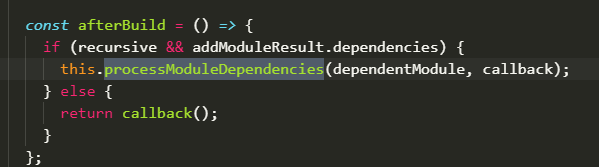 const afterBuild = () => {
if (recursive && addModuleResult.dependencies) {
this.processModuleDependencies(dependentModule, callback);
} else {
return callback();
}
};